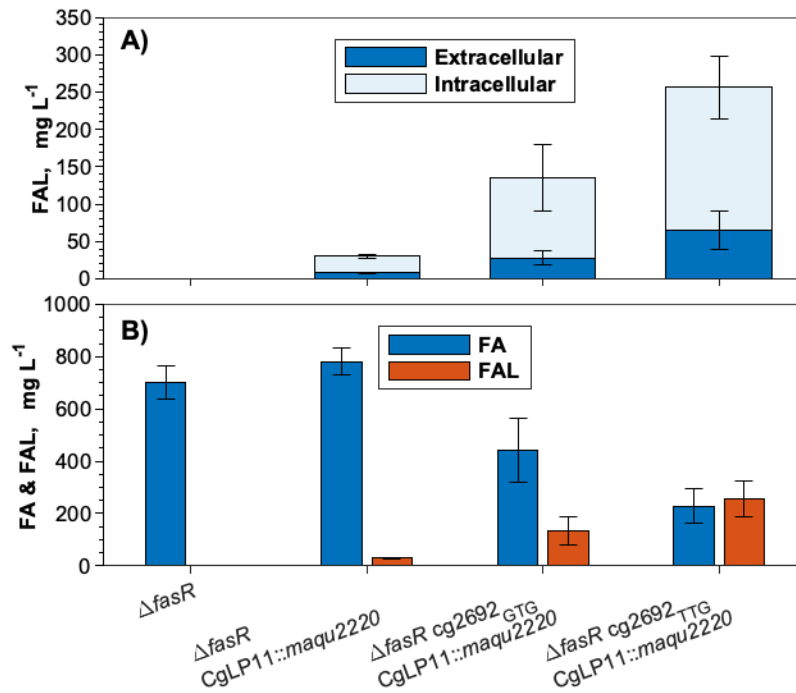 A)
FAL, mg L⁻¹
350
300
250
200
150
100
50
0
Extracellular
Intracellular
B)
FA & FAL, mg L⁻¹
1000
800
600
400
200
0
FA
FAL
ΔfasR
ΔfasR
CgLP11::maqu2220
ΔfasR cg2692GTG
CgLP11::maqu2220
ΔfasR cg2692TTG
CgLP11::maqu2220